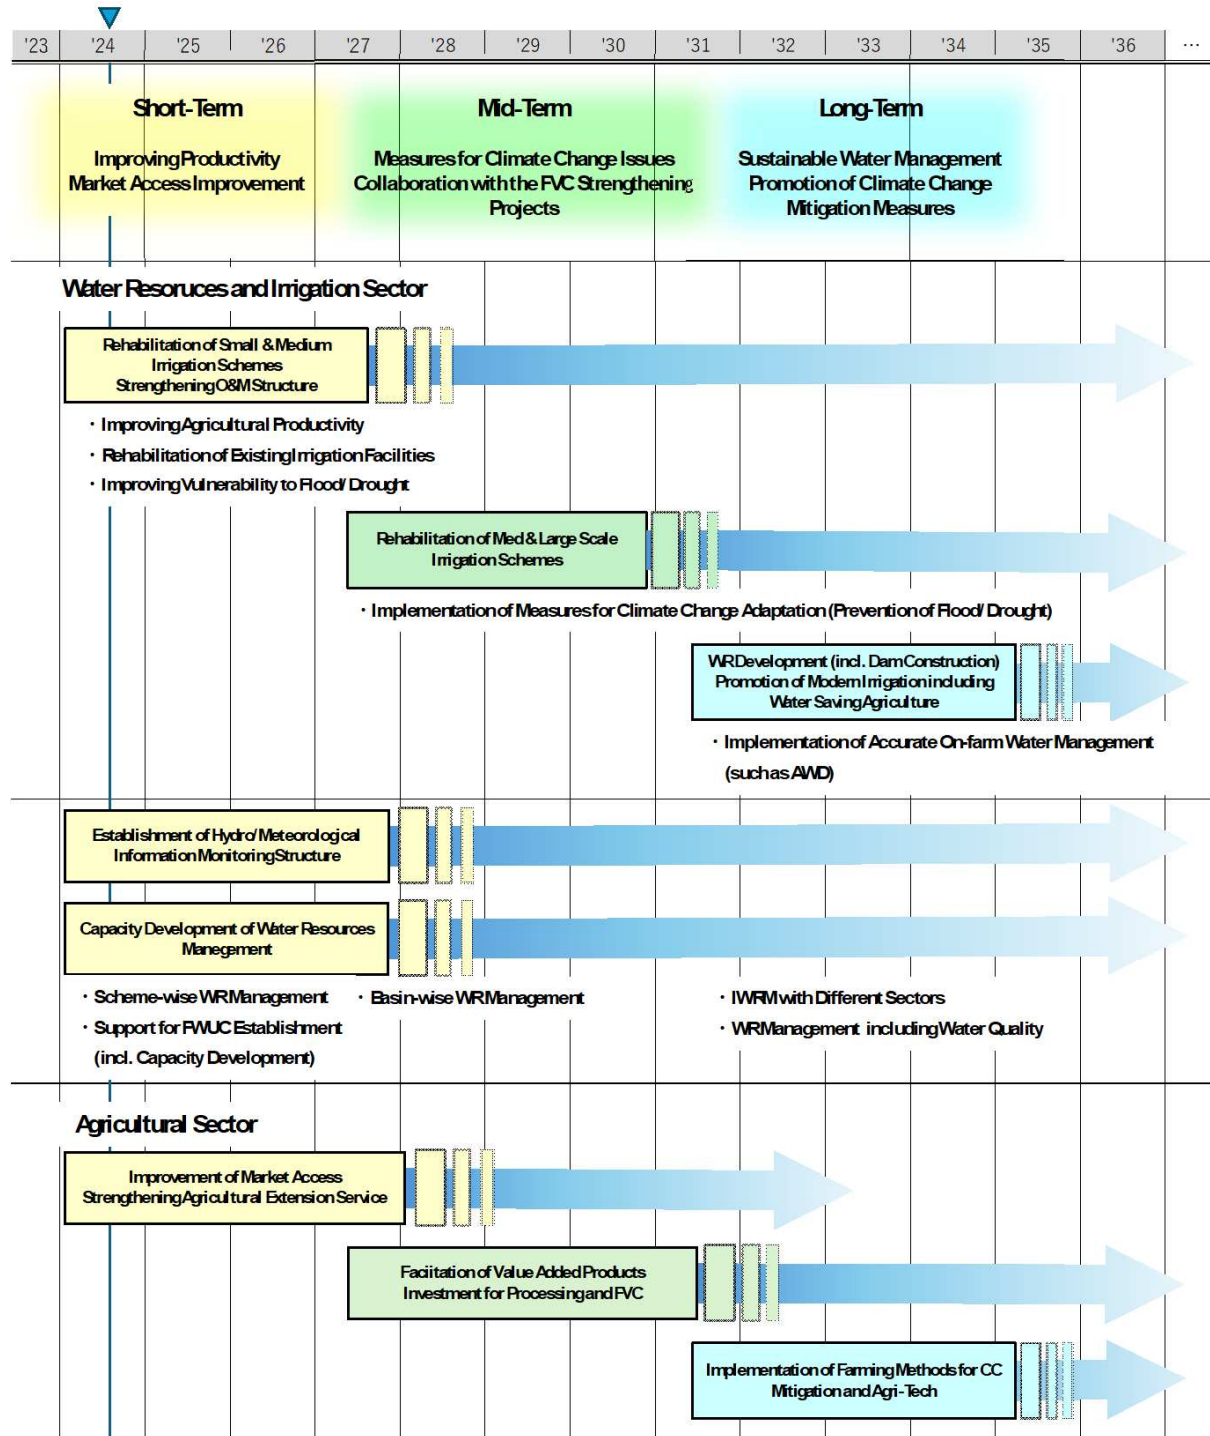 '23 '24 '25 '26 '27 '28 '29 '30 '31 '32 '33 '34 '35 '36 ...
Short-Term
Improving Productivity
Market Access Improvement
Mid-Term
Measures for Climate Change Issues
Collaboration with the FVC Strengthening
Projects
Long-Term
Sustainable Water Management
Promotion of Climate Change
Mitigation Measures
Water Resoruces and Irrigation Sector
Rehabilitation of Small & Medium
Irrigation Schemes
Strengthening O&M Structure
・Improving Agricultural Productivity
・Rehabilitation of Existing Irrigation Facilities
・Improving Vulnerability to Flood/ Drought
Rehabilitation of Med & Large Scale
Irrigation Schemes
・Implementation of Measures for Climate Change Adaptation (Prevention of Flood/ Drought)
WR Development (incl. Dam Construction)
Promotion of Modern Irrigation including
Water Saving Agriculture
・Implementation of Accurate On-farm Water Management
(such as AWD)
Establishment of Hydro/ Meteorological
Information Monitoring Structure
Capacity Development of Water Resources
Manegement
・Scheme-wise WR Management
・Support for FWUC Establishment
(incl. Capacity Development)
・Basin-wise WR Management
・IWRM with Different Sectors
・WR Management including Water Quality
Agricultural Sector
Improvement of Market Access
Strengthening Agricultural Extension Service
Faciitation of Value Added Products
Investment for Processing and FVC
Implementation of Farming Methods for CC
Mitigation and Agri-Tech